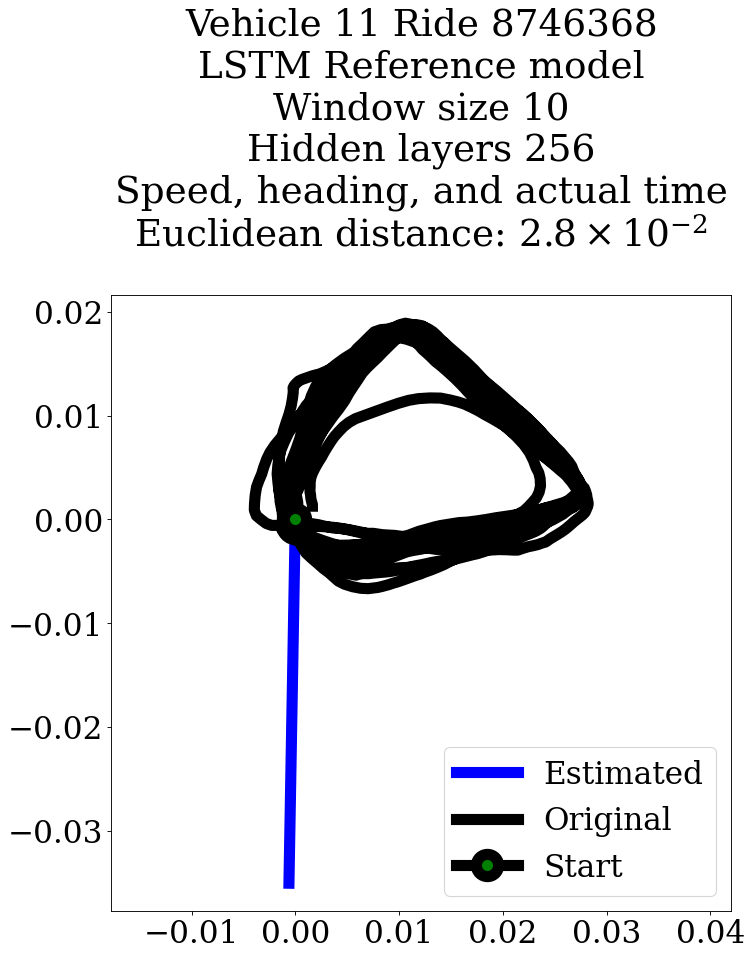 Vehicle 11 Ride 8746368
LSTM Reference model
Window size 10
Hidden layers 256
Speed, heading, and actual time
Euclidean distance: 2.8 × 10⁻²
0.02
0.01
0.00
−0.01
−0.02
−0.03
Estimated
Original
Start
−0.01 0.00 0.01 0.02 0.03 0.04